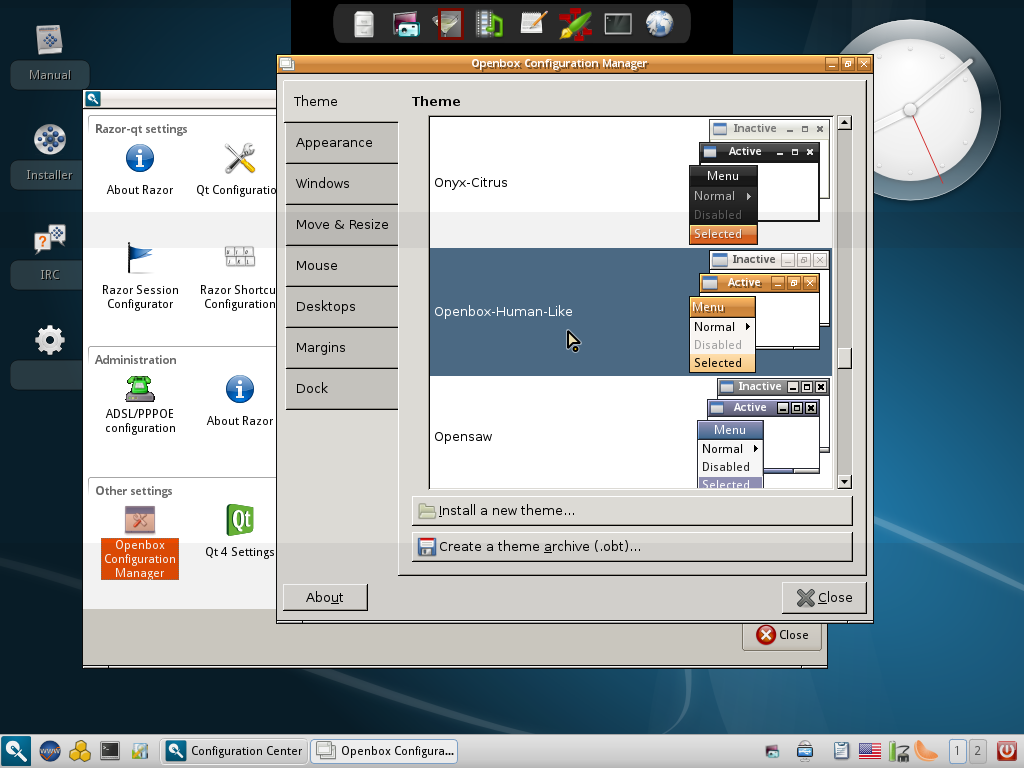 Manual
Installer
IRC
Openbox Configuration Manager
Theme
Appearance
Windows
Move & Resize
Mouse
Desktops
Margins
Dock
Theme
Onyx-Citrus
Inactive
Active
Menu
Normal
Disabled
Selected
Openbox-Human-Like
Inactive
Active
Menu
Normal
Disabled
Selected
Opensaw
Inactive
Active
Menu
Normal
Disabled
Selected
Install a new theme...
Create a theme archive (.obt)...
About
Close
Razor-qt settings
About Razor
Qt Configuratio
Razor Session
Configurator
Razor Shortcu
Configuration
Administration
ADSL/PPPOE
configuration
About Razor
Other settings
Openbox
Configuration
Manager
Qt 4 Settings
Close
WWW
Configuration Center
Openbox Configura...
1
2